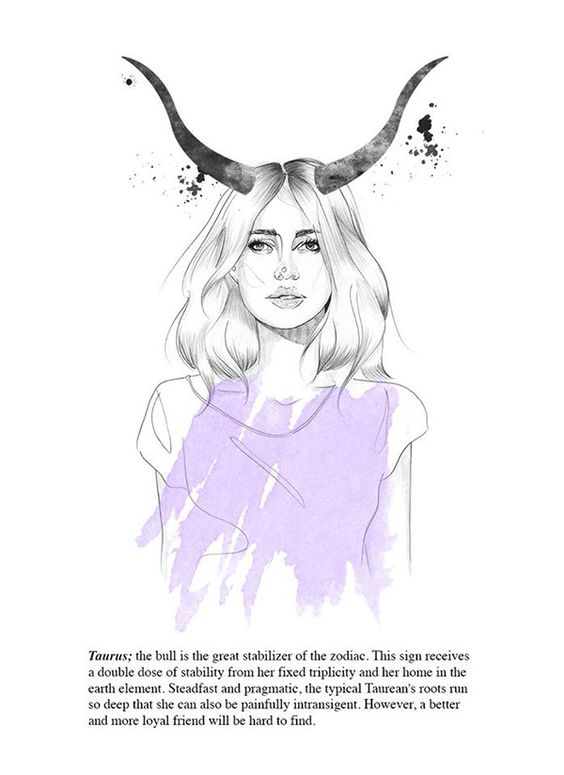 Taurus; the bull is the great stabilizer of the zodiac. This sign receives
a double dose of stability from her fixed triplicity and her home in the
earth element. Steadfast and pragmatic, the typical Taurean's roots run
so deep that she can also be painfully intransigent. However, a better
and more loyal friend will be hard to find.